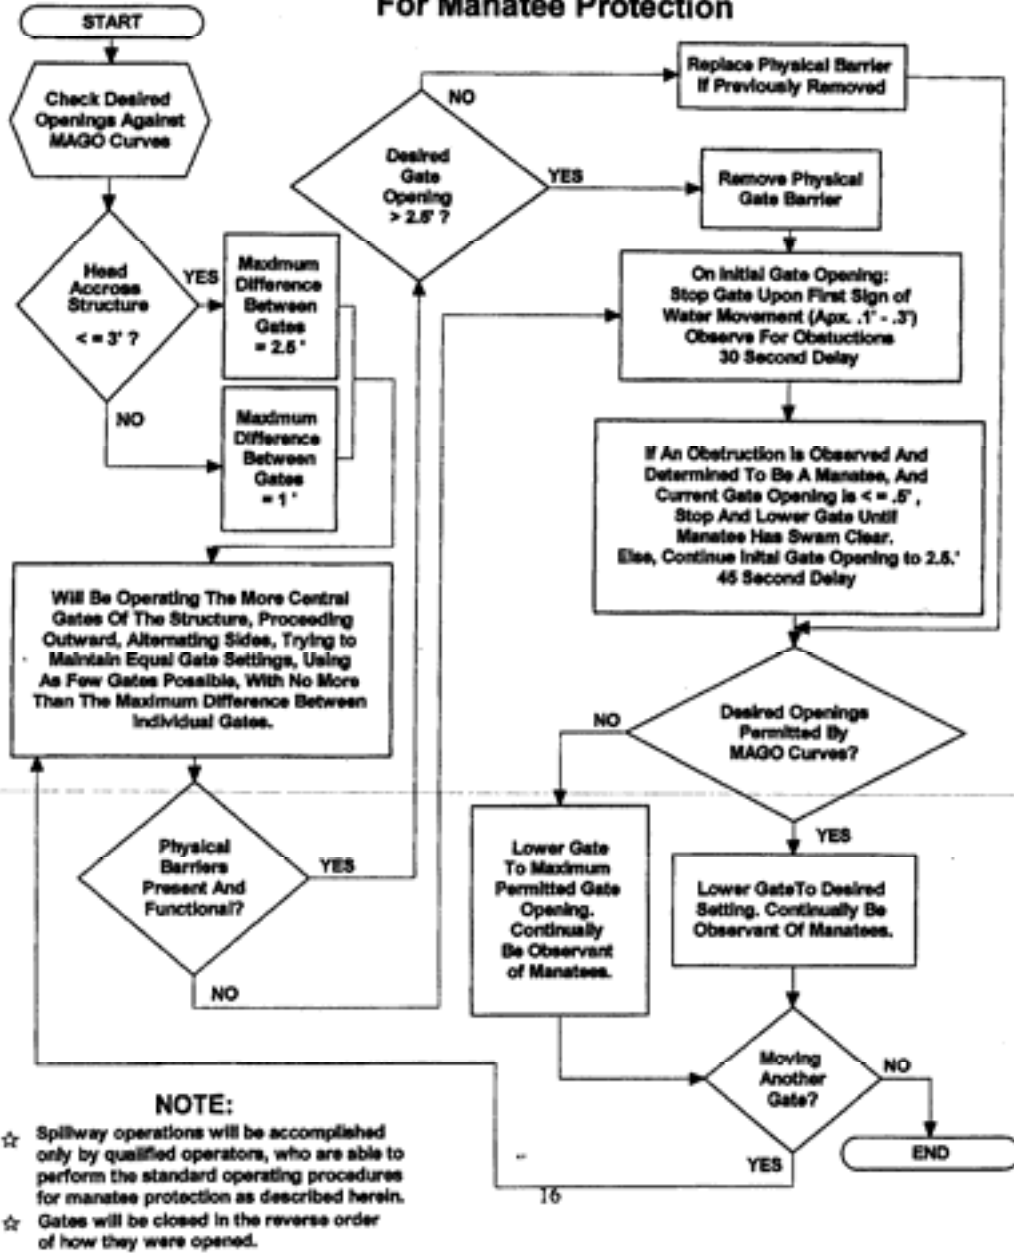 For Manatee Protection
START
Check Desired
Openings Against
MAGO Curves
Head
Accross
Structure
< = 3' ?
YES
NO
Maximum
Difference
Between
Gates
= 2.5 '
Maximum
Difference
Between
Gates
= 1 '
Will Be Operating The More Central
Gates Of The Structure, Proceeding
Outward, Alternating Sides, Trying to
Maintain Equal Gate Settings, Using
As Few Gates Possible, With No More
Than The Maximum Difference Between
Individual Gates.
Physical
Barriers
Present And
Functional?
YES
NO
Desired
Gate
Opening
> 2.5' ?
NO
YES
Replace Physical Barrier
If Previously Removed
Remove Physical
Gate Barrier
On Initial Gate Opening:
Stop Gate Upon First Sign of
Water Movement (Apx. .1' - .3')
Observe For Obstuctions
30 Second Delay
If An Obstruction Is Observed And
Determined To Be A Manatee, And
Current Gate Opening is < = .5' ,
Stop And Lower Gate Until
Manatee Has Swam Clear.
Else, Continue Inital Gate Opening to 2.5.'
45 Second Delay
Desired Openings
Permitted By
MAGO Curves?
NO
YES
Lower Gate
To Maximum
Permitted Gate
Opening.
Continually
Be Observant
of Manatees.
Lower GateTo Desired
Setting. Continually Be
Observant Of Manatees.
Moving
Another
Gate?
NO
YES
END
NOTE:
☆ Spillway operations will be accomplished
only by qualified operators, who are able to
perform the standard operating procedures
for manatee protection as described herein.
☆ Gates will be closed in the reverse order
of how they were opened.
16